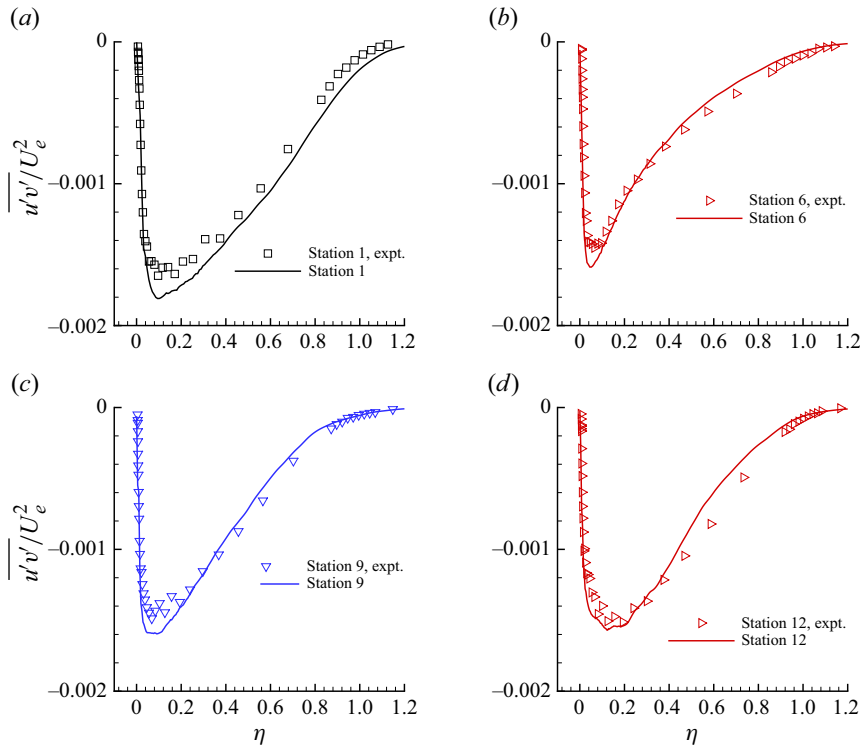 (a)
0
−0.001
−0.002
u′v′/U_e^2
Station 1, expt.
Station 1
0 0.2 0.4 0.6 0.8 1.0 1.2
(b)
0
−0.001
−0.002
Station 6, expt.
Station 6
0 0.2 0.4 0.6 0.8 1.0 1.2
(c)
0
−0.001
−0.002
u′v′/U_e^2
Station 9, expt.
Station 9
0 0.2 0.4 0.6 0.8 1.0 1.2
η
(d)
0
−0.001
−0.002
Station 12, expt.
Station 12
0 0.2 0.4 0.6 0.8 1.0 1.2
η